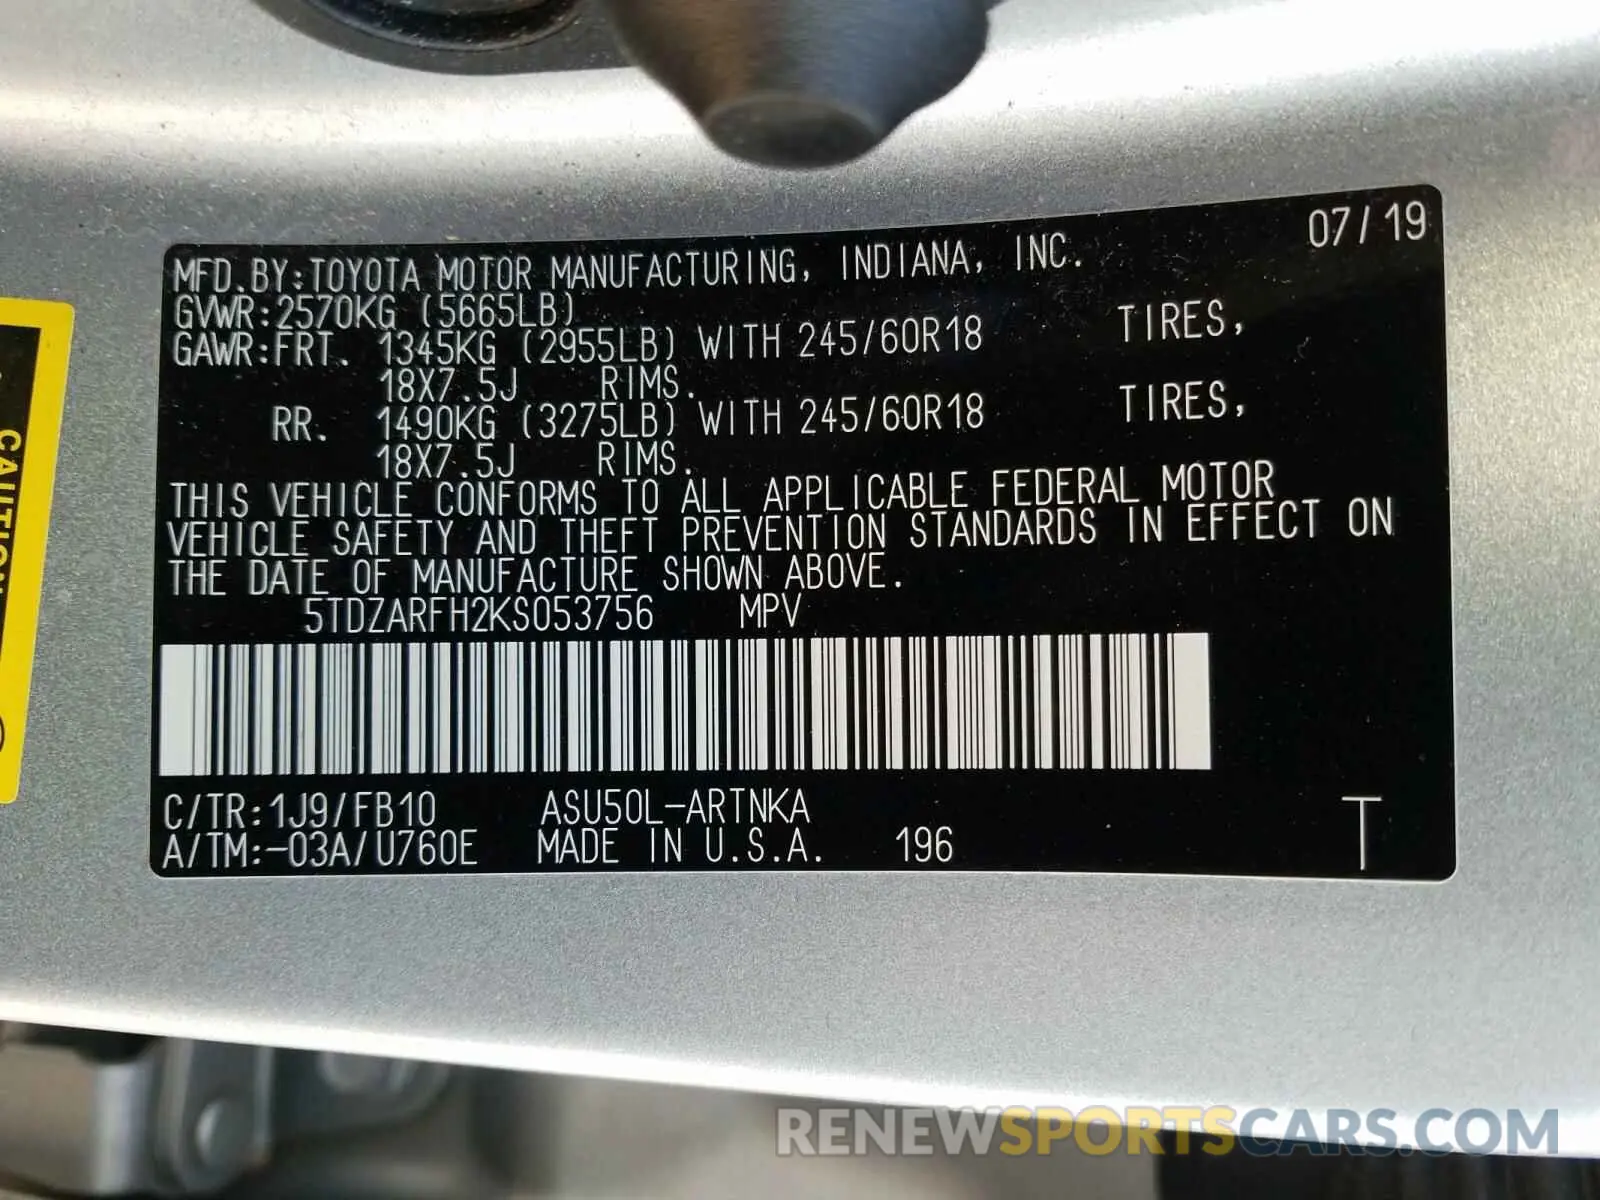 07/19
MFD.BY:TOYOTA MOTOR MANUFACTURING, INDIANA, INC.
GVWR:2570KG (5665LB)
GAWR:FRT. 1345KG (2955LB) WITH 245/60R18 TIRES,
18X7.5J RIMS.
RR. 1490KG (3275LB) WITH 245/60R18 TIRES,
18X7.5J RIMS.
THIS VEHICLE CONFORMS TO ALL APPLICABLE FEDERAL MOTOR
VEHICLE SAFETY AND THEFT PREVENTION STANDARDS IN EFFECT ON
THE DATE OF MANUFACTURE SHOWN ABOVE.
5TDZARFH2KS053756 MPV
C/TR:1J9/FB10 ASU50L-ARTNKA
A/TM:-03A/U760E MADE IN U.S.A. 196 T
CAUTION
RENEWSPORTSCARS.COM